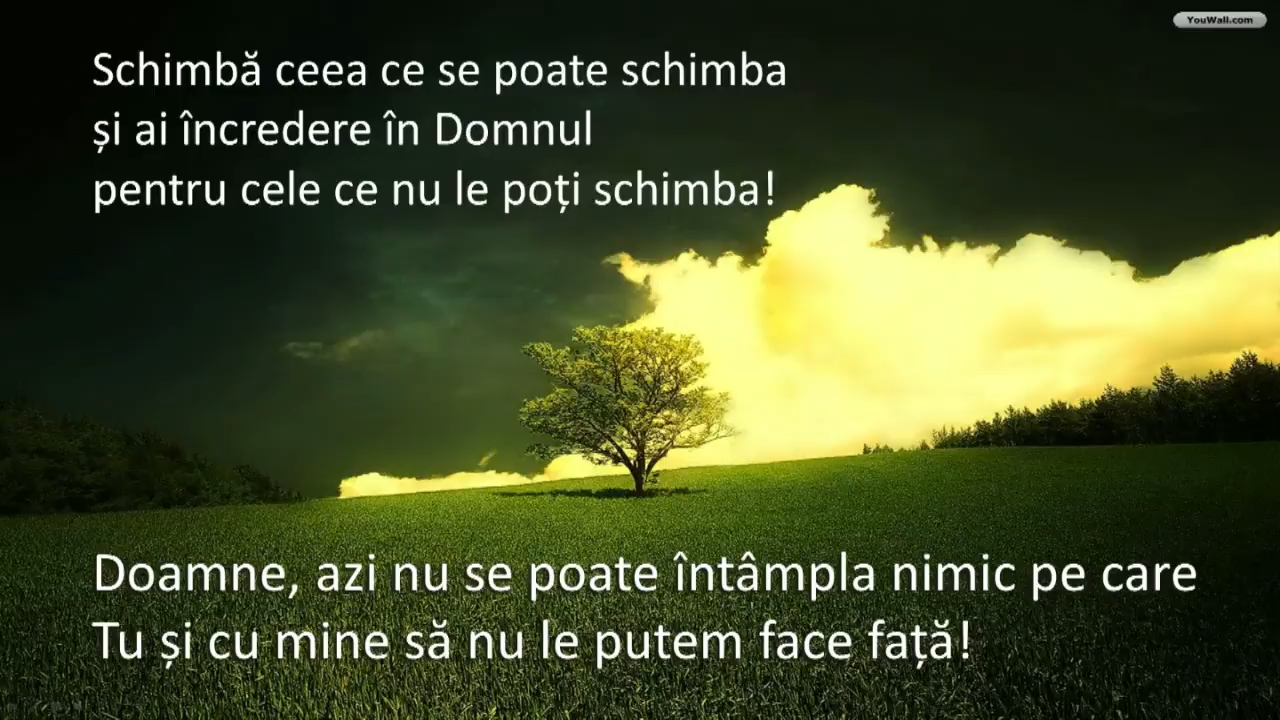 YouWall.com
Schimbă ceea ce se poate schimba
și ai încredere în Domnul
pentru cele ce nu le poți schimba!
Doamne, azi nu se poate întâmpla nimic pe care
Tu și cu mine să nu le putem face față!